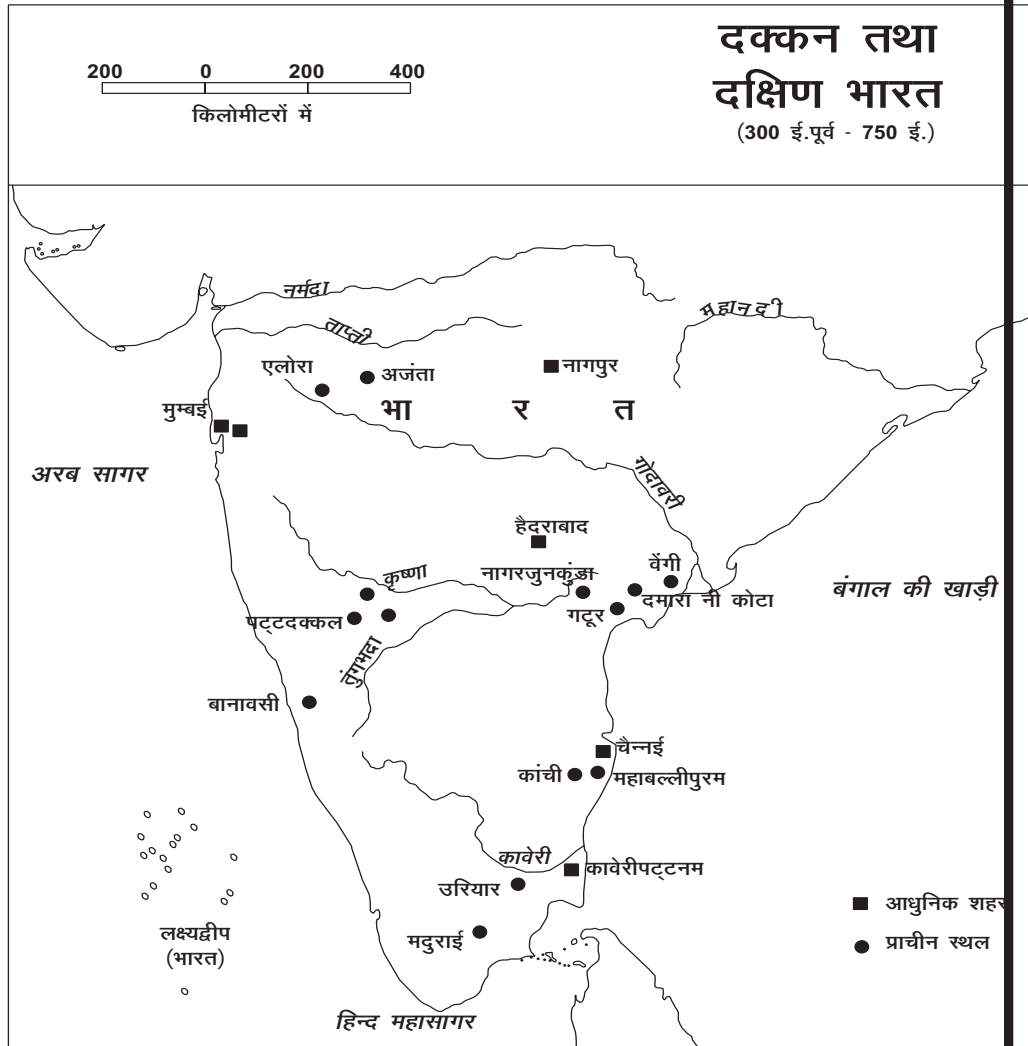 दक्कन तथा
दक्षिण भारत
(300 ई.पूर्व - 750 ई.)
200 0 200 400
किलोमीटरों में
नर्मदा
महानदी
ताप्ती
एलोरा
अजंता
नागपुर
मुम्बई
भा र त
अरब सागर
गोदावरी
हैदराबाद
वेंगी
कृष्णा
नागरजुनकुंडा
बंगाल की खाड़ी
दमारा नी कोटा
गटूर
पट्टदक्कल
तुंगभद्रा
बानावसी
चैन्नई
कांची
महाबल्लीपुरम
कावेरी
कावेरीपट्टनम
उरियार
आधुनिक शहर
लक्ष्यद्वीप
(भारत)
मदुराई
प्राचीन स्थल
हिन्द महासागर